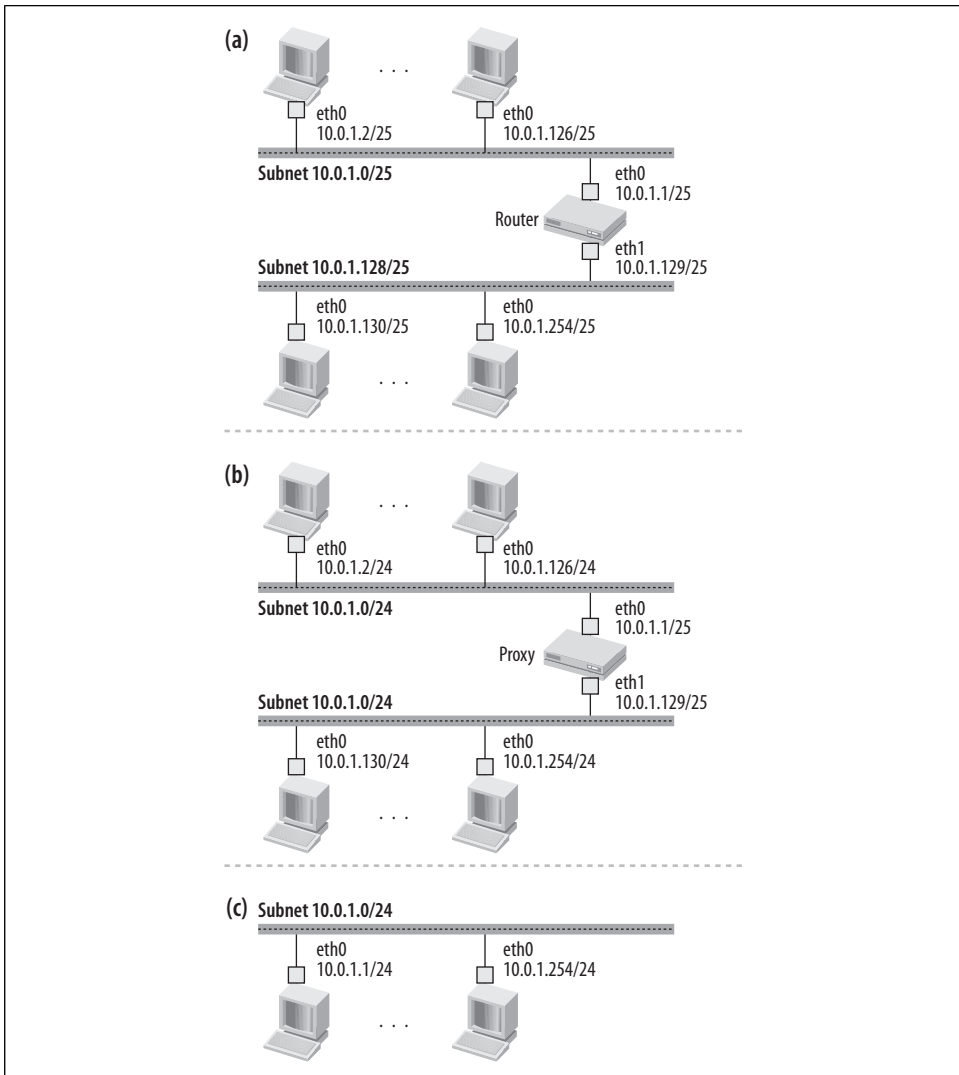 (a)
. . .
eth0
10.0.1.2/25
eth0
10.0.1.126/25
Subnet 10.0.1.0/25
eth0
10.0.1.1/25
Router
eth1
10.0.1.129/25
Subnet 10.0.1.128/25
eth0
10.0.1.130/25
eth0
10.0.1.254/25
. . .
(b)
. . .
eth0
10.0.1.2/24
eth0
10.0.1.126/24
Subnet 10.0.1.0/24
eth0
10.0.1.1/25
Proxy
eth1
10.0.1.129/25
Subnet 10.0.1.0/24
eth0
10.0.1.130/24
eth0
10.0.1.254/24
. . .
(c) Subnet 10.0.1.0/24
eth0
10.0.1.1/24
eth0
10.0.1.254/24
. . .